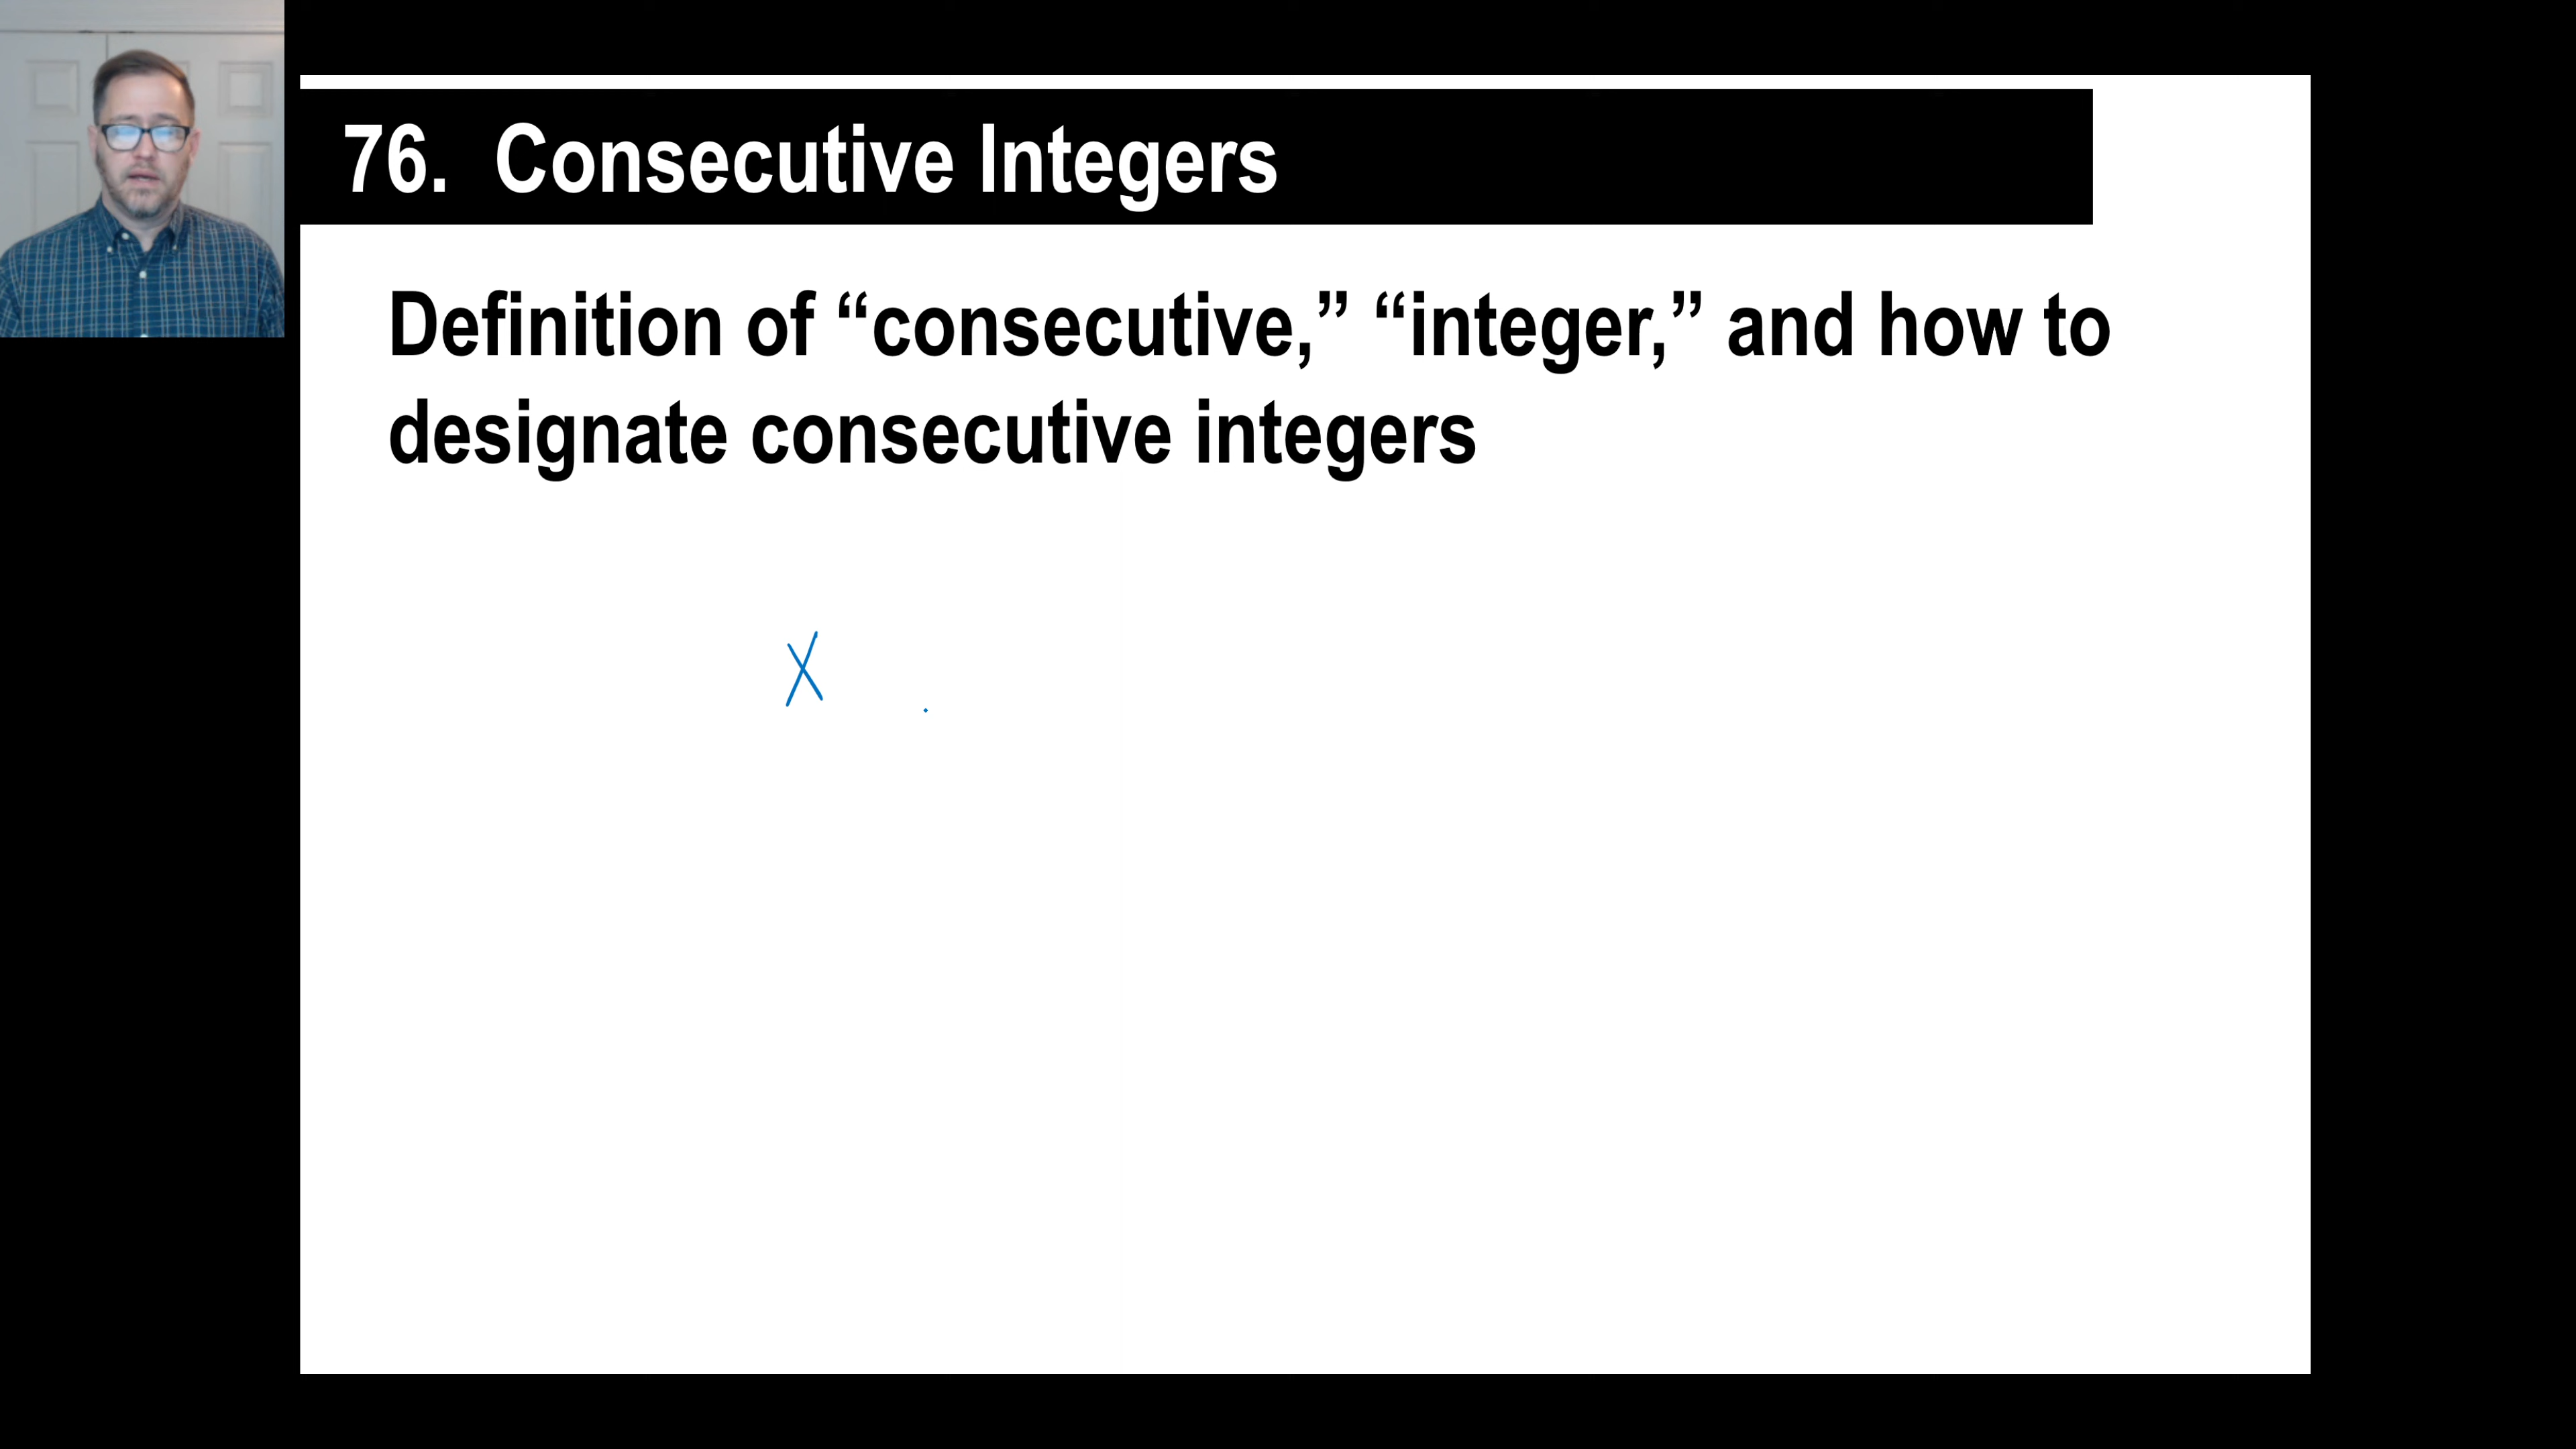 76. Consecutive Integers
Definition of “consecutive,” “integer,” and how to
designate consecutive integers
X